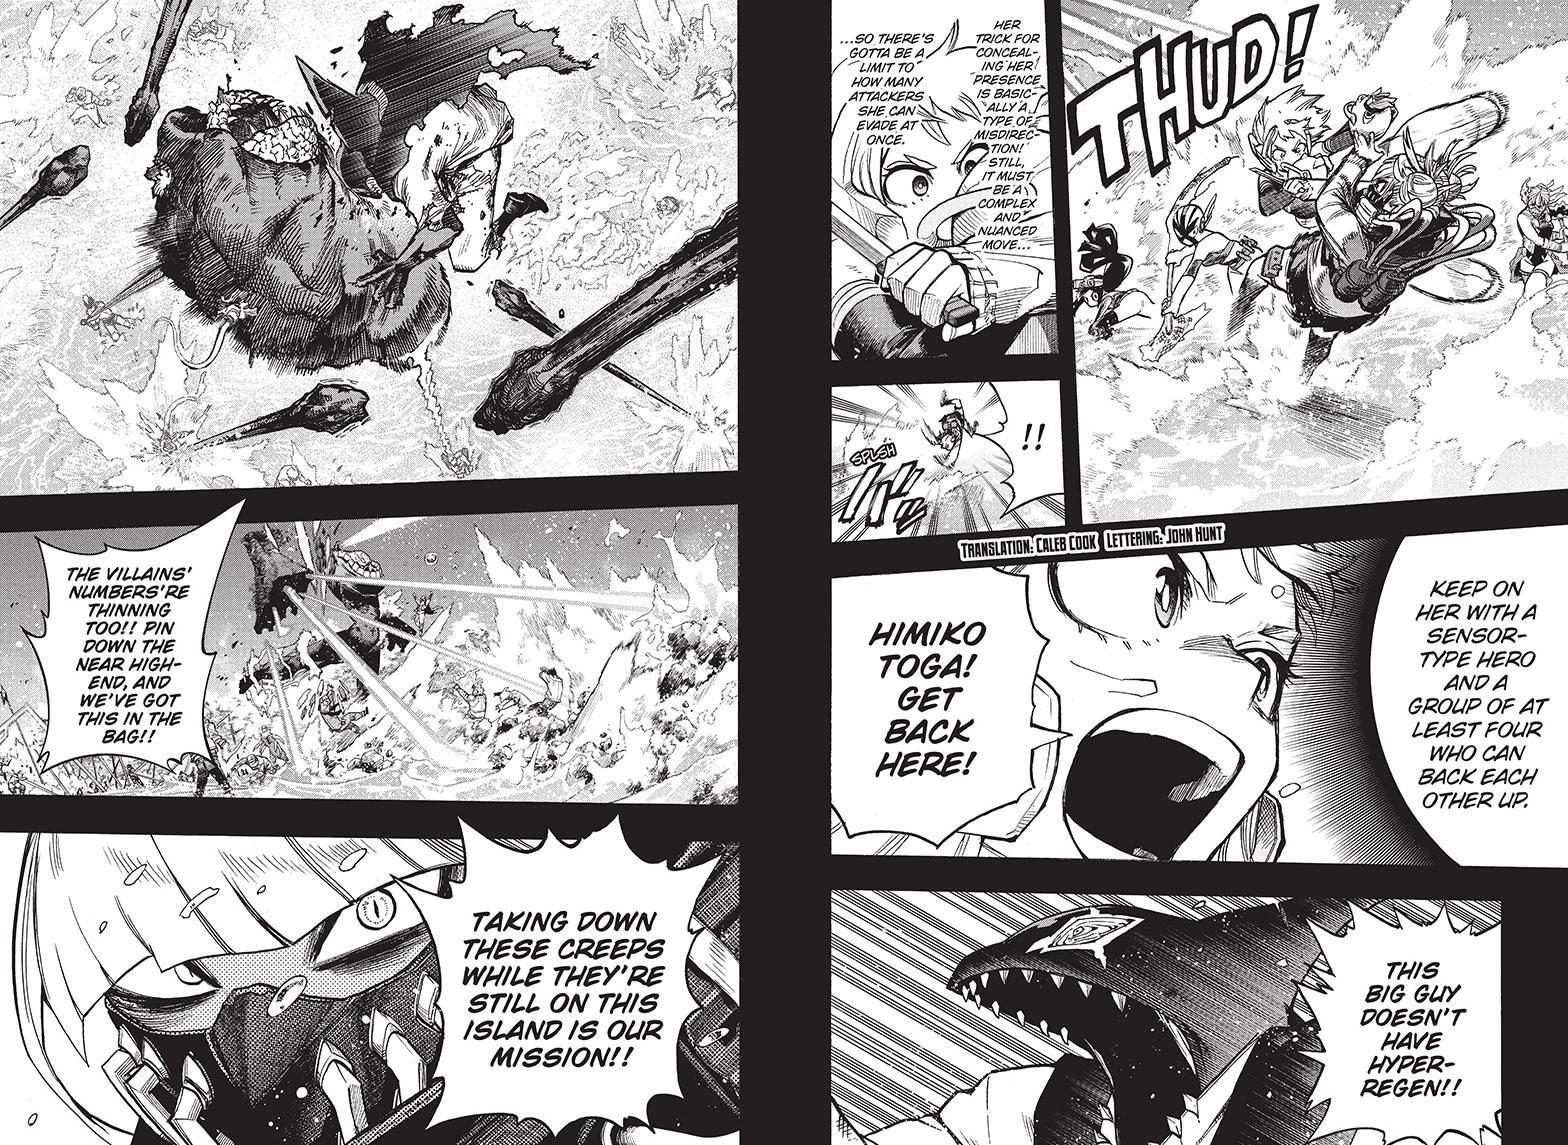 THUD!
HER
TRICK FOR
CONCEAL-
ING HER
PRESENCE
IS BASIC-
ALLY A
TYPE OF
MISDIREC-
TION!
STILL,
IT MUST
BE A
COMPLEX
AND
NUANCED
MOVE...
...SO THERE'S
GOTTA BE A
LIMIT TO
HOW MANY
ATTACKERS
SHE CAN
EVADE AT
ONCE.
!!
SPLSH
TRANSLATION: CALEB COOK LETTERING: JOHN HUNT
KEEP ON
HER WITH A
SENSOR-
TYPE HERO
AND A
GROUP OF AT
LEAST FOUR
WHO CAN
BACK EACH
OTHER UP.
HIMIKO
TOGA!
GET
BACK
HERE!
THIS
BIG GUY
DOESN'T
HAVE
HYPER-
REGEN!!
THE VILLAINS'
NUMBERS'RE
THINNING
TOO!! PIN
DOWN THE
NEAR HIGH-
END, AND
WE'VE GOT
THIS IN THE
BAG!!
TAKING DOWN
THESE CREEPS
WHILE THEY'RE
STILL ON THIS
ISLAND IS OUR
MISSION!!